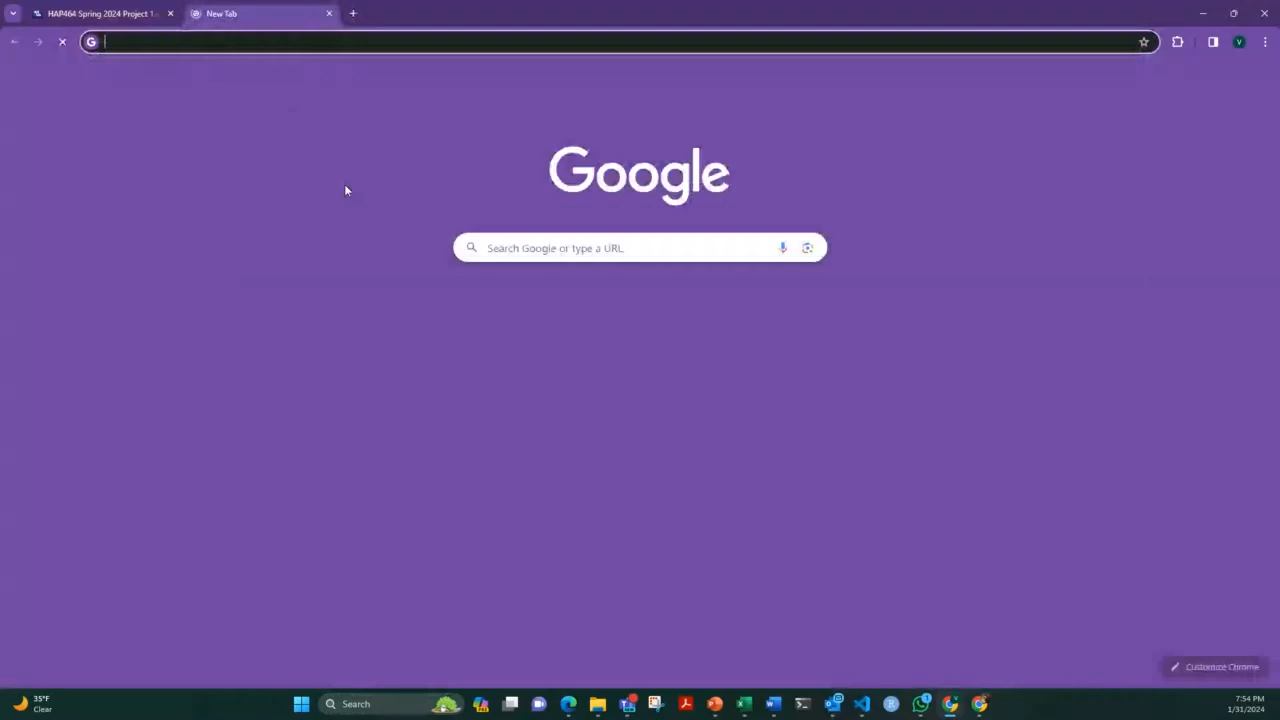 HAP464 Spring 2024 Project 1
New Tab
G
V
Google
Search Google or type a URL
Customize Chrome
35°F
Clear
Search
7:54 PM
1/31/2024